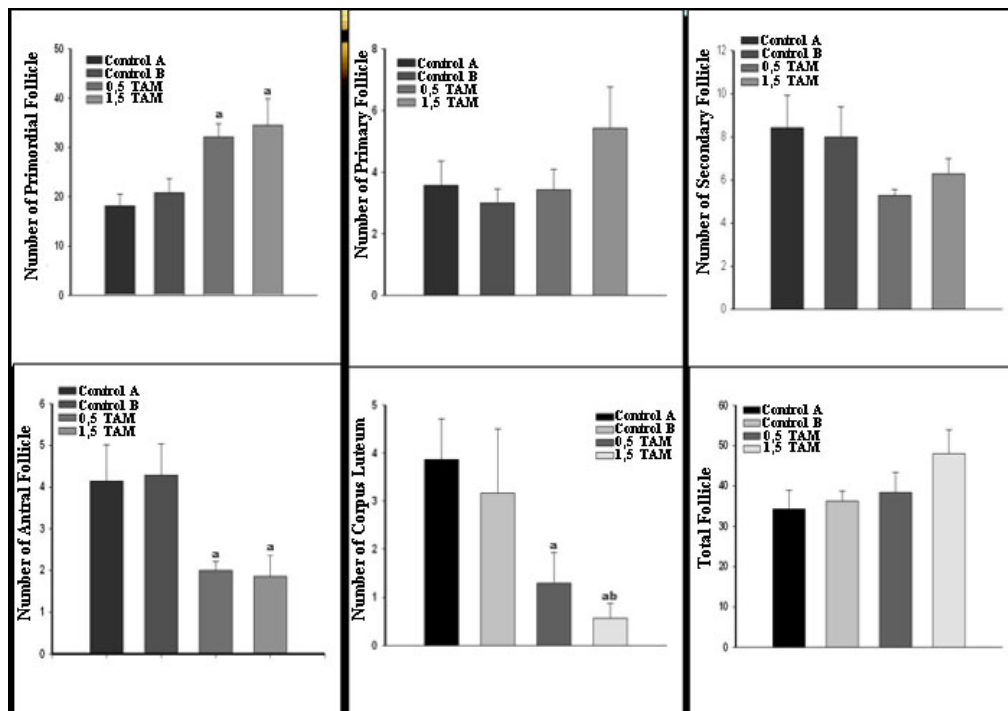 Number of Primordial Follicle
50
40
30
20
10
0
Control A
Control B
0,5 TAM
1,5 TAM
a
a
Number of Primary Follicle
8
6
4
2
0
Control A
Control B
0,5 TAM
1,5 TAM
Number of Secondary Follicle
12
10
8
6
4
2
0
Control A
Control B
0,5 TAM
1,5 TAM
Number of Antral Follicle
6
5
4
3
2
1
0
Control A
Control B
0,5 TAM
1,5 TAM
a
a
Number of Corpus Luteum
5
4
3
2
1
0
Control A
Control B
0,5 TAM
1,5 TAM
a
ab
Total Follicle
60
50
40
30
20
10
0
Control A
Control B
0,5 TAM
1,5 TAM